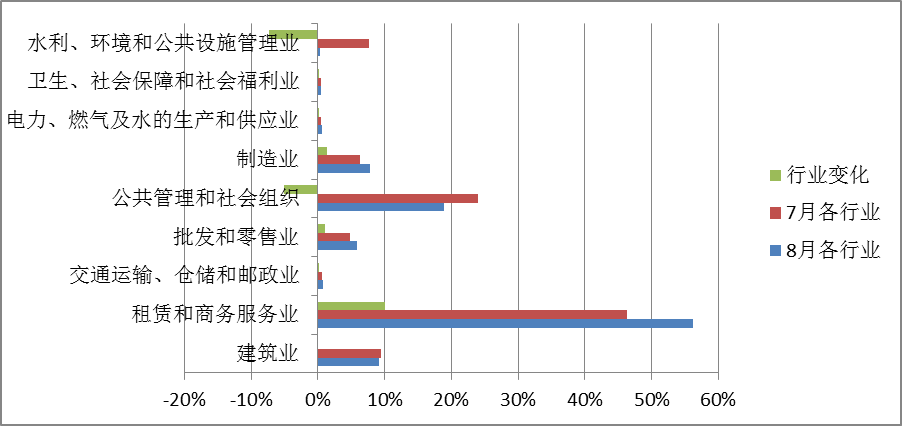 水利、环境和公共设施管理业
卫生、社会保障和社会福利业
电力、燃气及水的生产和供应业
制造业
公共管理和社会组织
批发和零售业
交通运输、仓储和邮政业
租赁和商务服务业
建筑业
-20% -10% 0% 10% 20% 30% 40% 50% 60%
行业变化
7月各行业
8月各行业